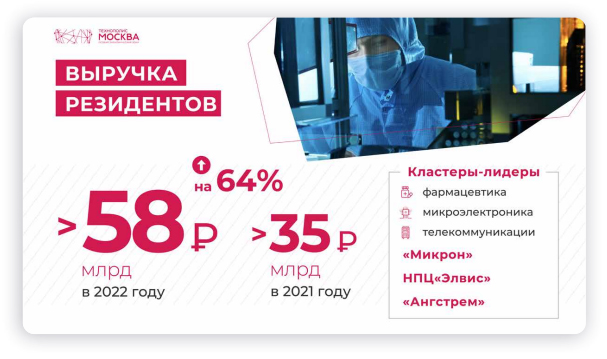 ТЕХНОПОЛИС
МОСКВА
ВЫРУЧКА
РЕЗИДЕНТОВ
на 64%
>58 ₽
млрд
в 2022 году
>35 ₽
млрд
в 2021 году
Кластеры-лидеры
фармацевтика
микроэлектроника
телекоммуникации
«Микрон»
НПЦ«Элвис»
«Ангстрем»